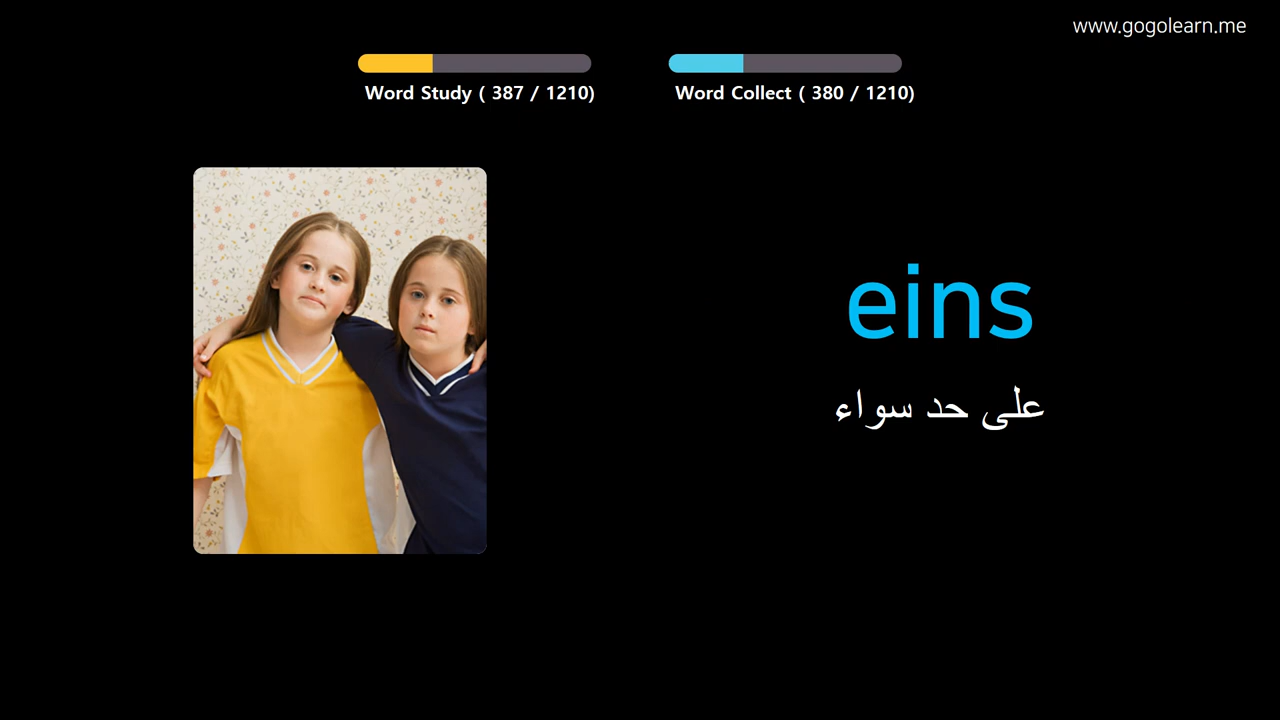 www.gogolearn.me
Word Study ( 387 / 1210)
Word Collect ( 380 / 1210)
eins
على حد سواء